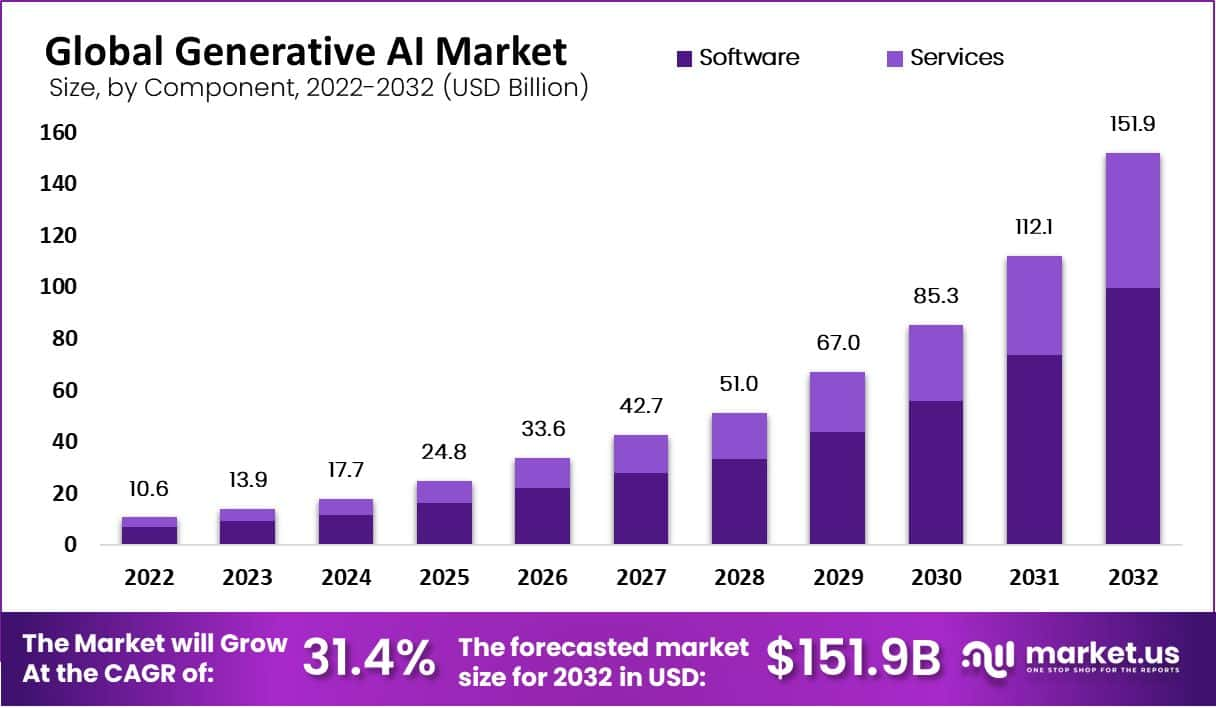 Global Generative AI Market
Size, by Component, 2022-2032 (USD Billion)
Software
Services
160
140
120
100
80
60
40
20
0
10.6
13.9
17.7
24.8
33.6
42.7
51.0
67.0
85.3
112.1
151.9
2022
2023
2024
2025
2026
2027
2028
2029
2030
2031
2032
The Market will Grow
At the CAGR of:
31.4%
The forecasted market
size for 2032 in USD:
$151.9B
market.us
ONE STOP SHOP FOR THE REPORTS